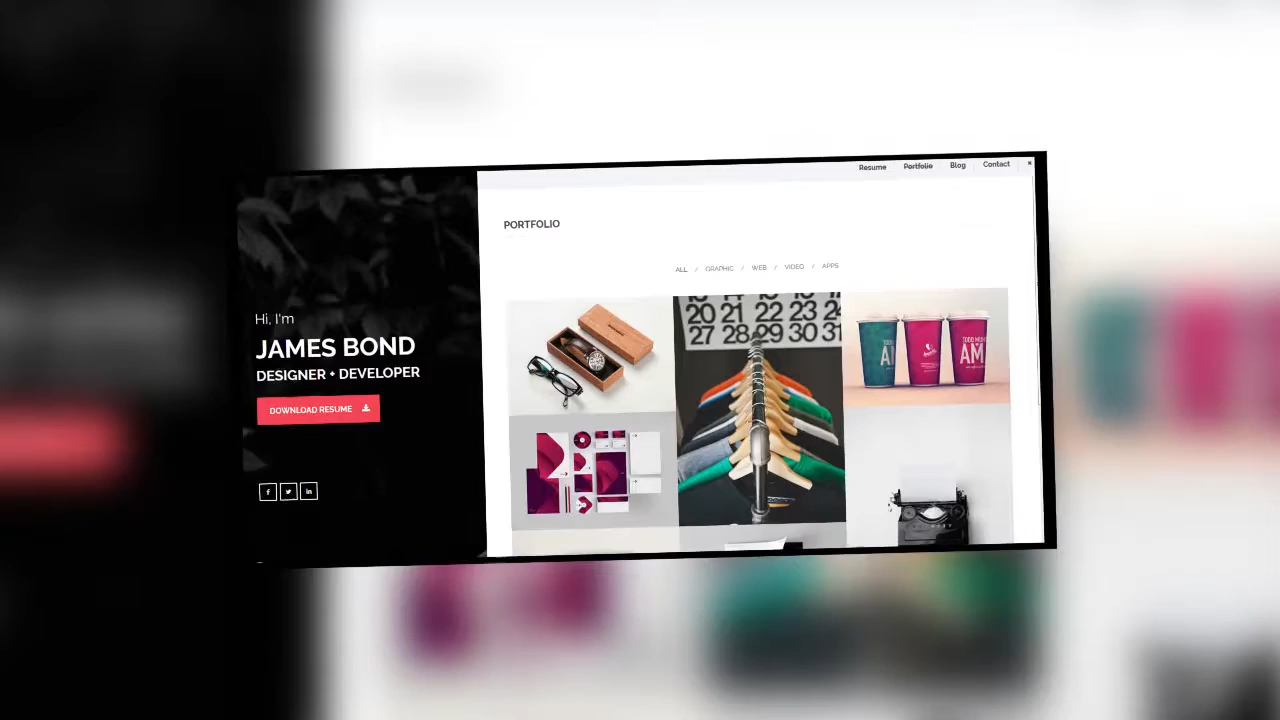 Resume Portfolio Blog Contact ×
PORTFOLIO
ALL / GRAPHIC / WEB / VIDEO / APPS
Hi, I'm
JAMES BOND
DESIGNER + DEVELOPER
DOWNLOAD RESUME
20 21 22 23 24
27 28 29 30 31